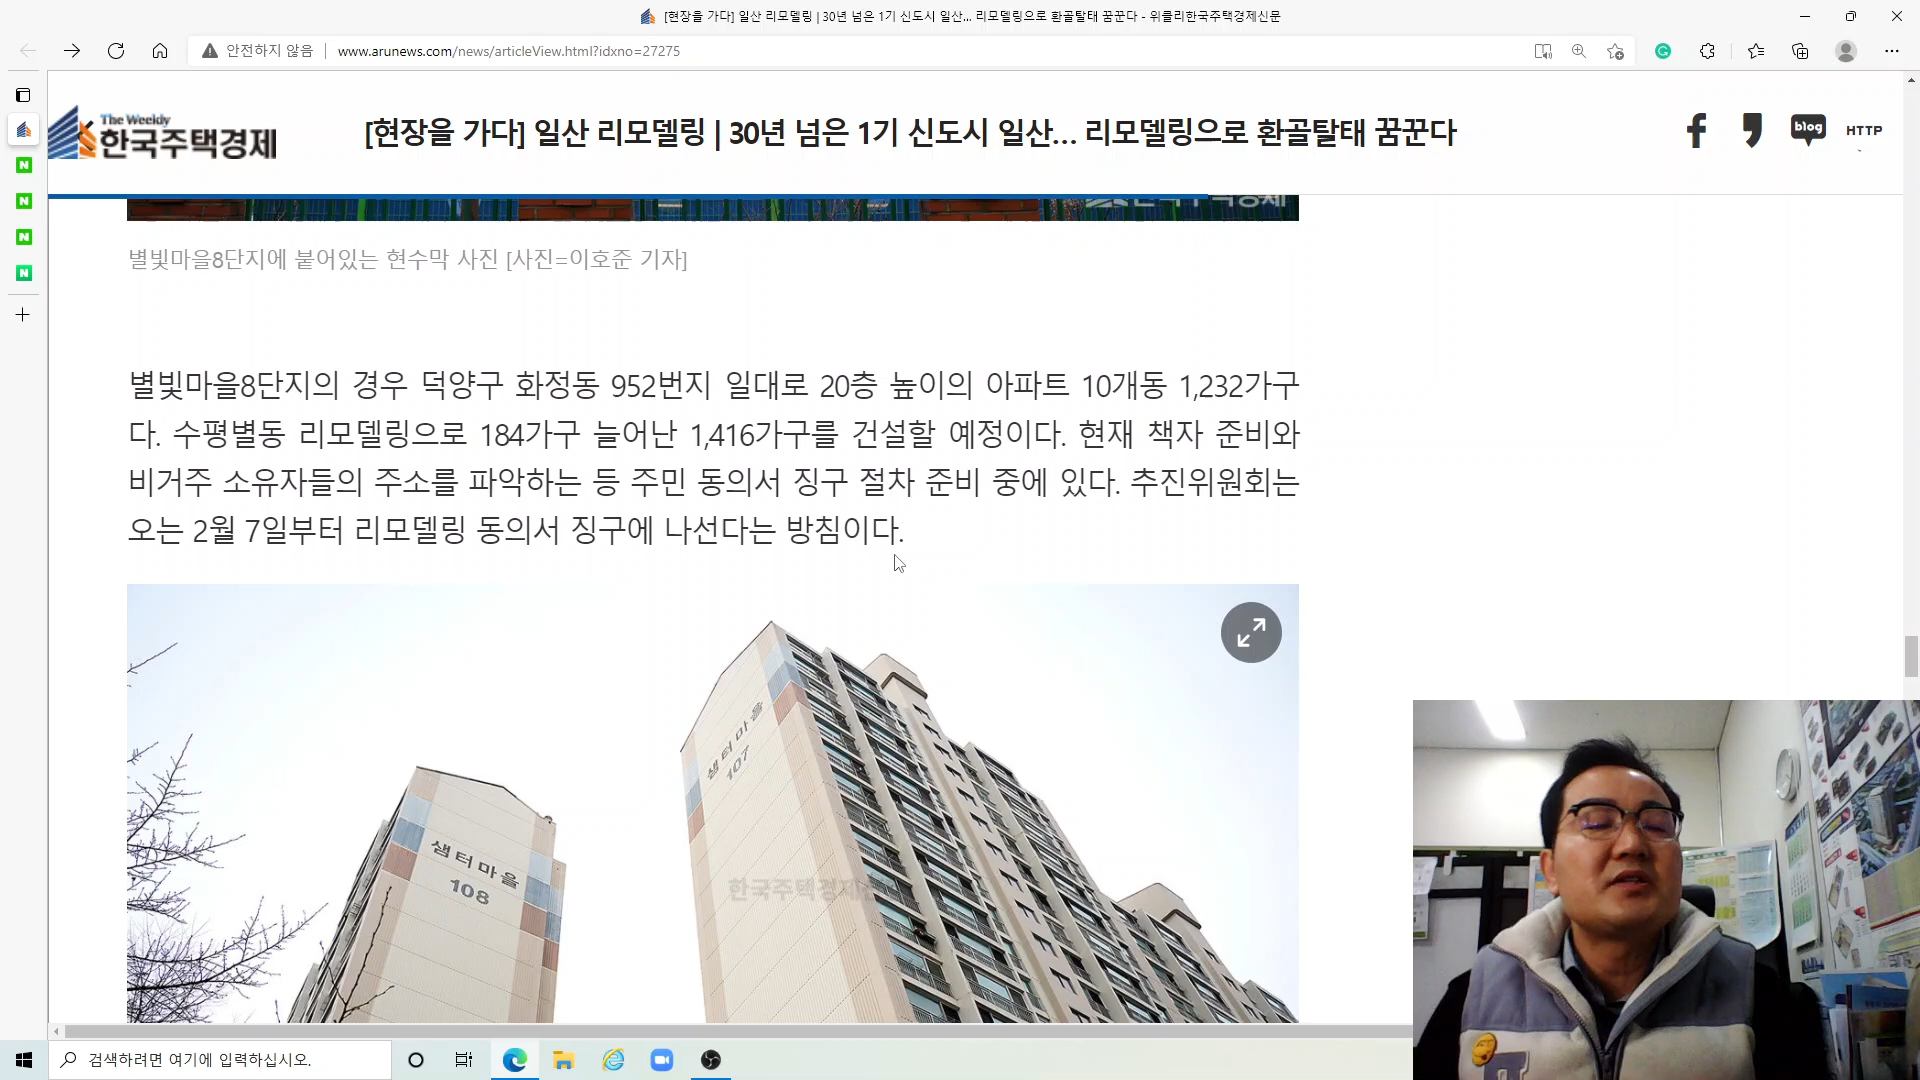 [현장을 가다] 일산 리모델링 | 30년 넘은 1기 신도시 일산... 리모델링으로 환골탈태 꿈꾼다 - 위클리한국주택경제신문
안전하지 않음 | www.arunews.com/news/articleView.html?idxno=27275
The Weekly
한국주택경제
[현장을 가다] 일산 리모델링 | 30년 넘은 1기 신도시 일산... 리모델링으로 환골탈태 꿈꾼다
blog
HTTP
별빛마을8단지에 붙어있는 현수막 사진 [사진=이호준 기자]
별빛마을8단지의 경우 덕양구 화정동 952번지 일대로 20층 높이의 아파트 10개동 1,232가구
다. 수평별동 리모델링으로 184가구 늘어난 1,416가구를 건설할 예정이다. 현재 책자 준비와
비거주 소유자들의 주소를 파악하는 등 주민 동의서 징구 절차 준비 중에 있다. 추진위원회는
오는 2월 7일부터 리모델링 동의서 징구에 나선다는 방침이다.
샘터마을
107
샘터마을
108
한국주택경제
검색하려면 여기에 입력하십시오.